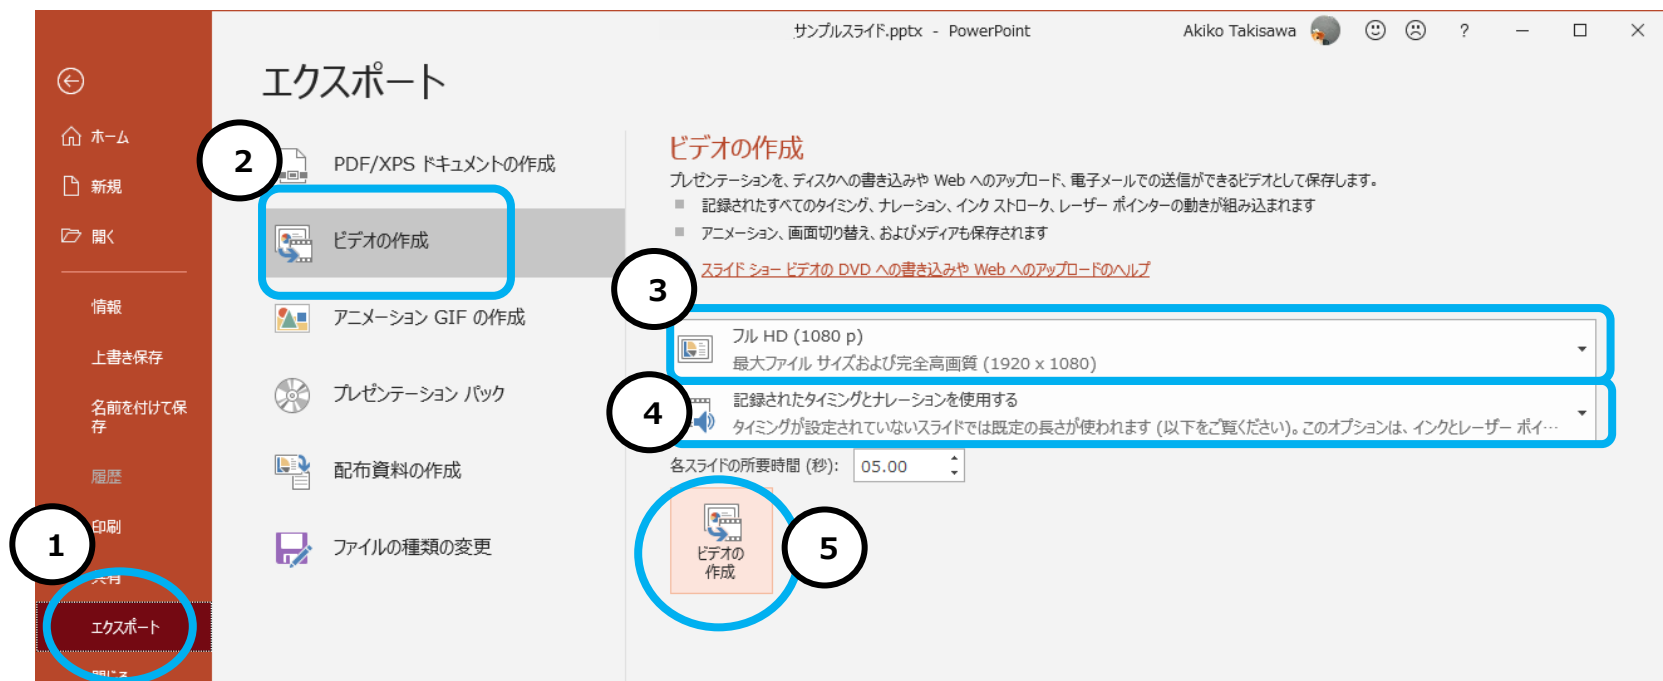 サンプルスライド.pptx - PowerPoint
Akiko Takisawa
?
エクスポート
ホーム
新規
開く
情報
上書き保存
名前を付けて保
存
履歴
印刷
共有
エクスポート
閉じる
1
2
PDF/XPS ドキュメントの作成
ビデオの作成
アニメーション GIF の作成
プレゼンテーション パック
配布資料の作成
ファイルの種類の変更
ビデオの作成
プレゼンテーションを、ディスクへの書き込みや Web へのアップロード、電子メールでの送信ができるビデオとして保存します。
記録されたすべてのタイミング、ナレーション、インク ストローク、レーザー ポインターの動きが組み込まれます
アニメーション、画面切り替え、およびメディアも保存されます
スライド ショー ビデオの DVD への書き込みや Web へのアップロードのヘルプ
3
フル HD (1080 p)
最大ファイル サイズおよび完全高画質 (1920 x 1080)
4
記録されたタイミングとナレーションを使用する
タイミングが設定されていないスライドでは既定の長さが使われます (以下をご覧ください)。このオプションは、インクとレーザー ポイ…
各スライドの所要時間 (秒): 05.00
ビデオの
作成
5